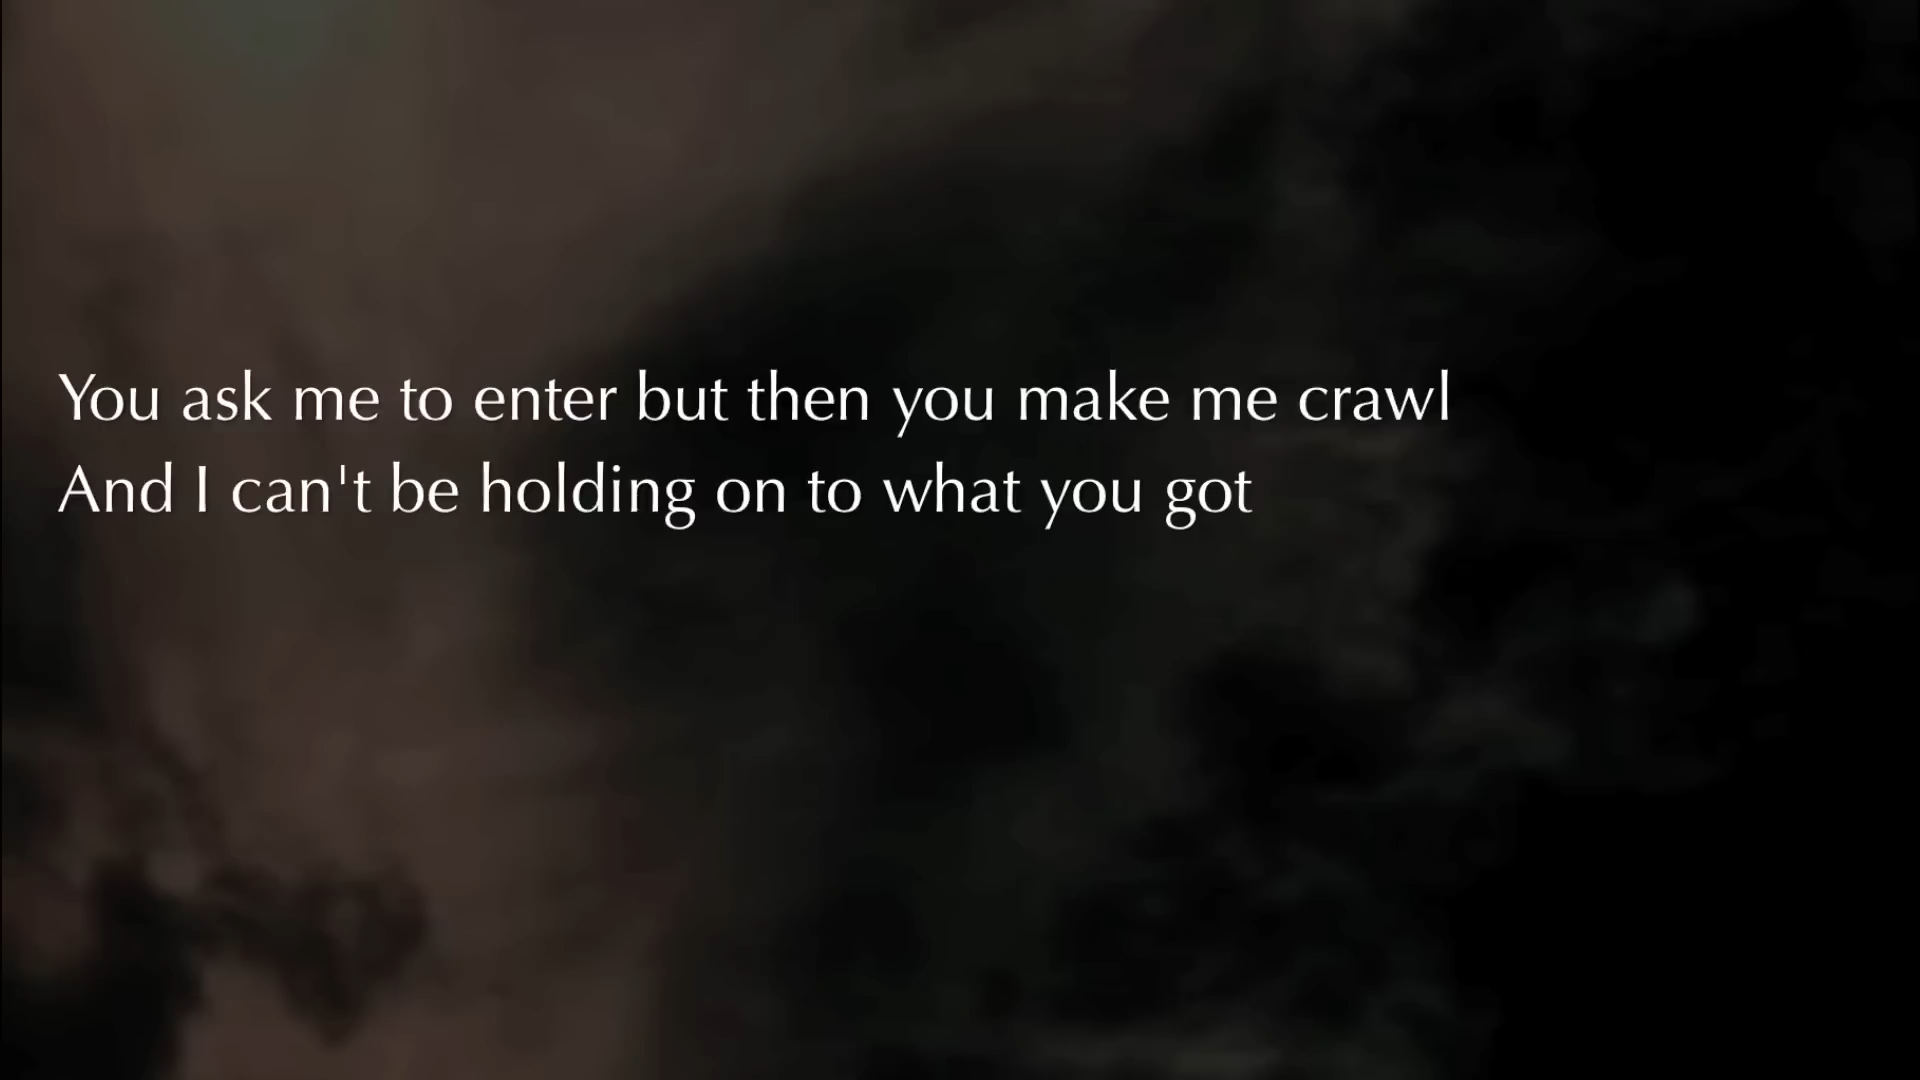 You ask me to enter but then you make me crawl
And I can't be holding on to what you got